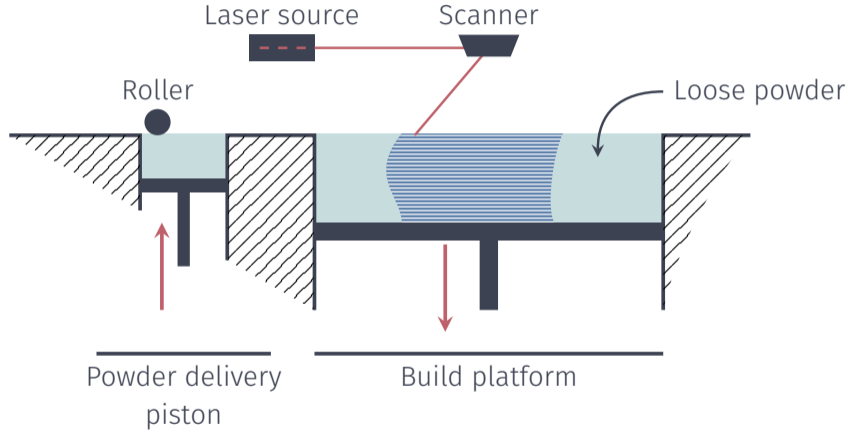 Laser source
Scanner
Roller
Loose powder
Powder delivery
piston
Build platform